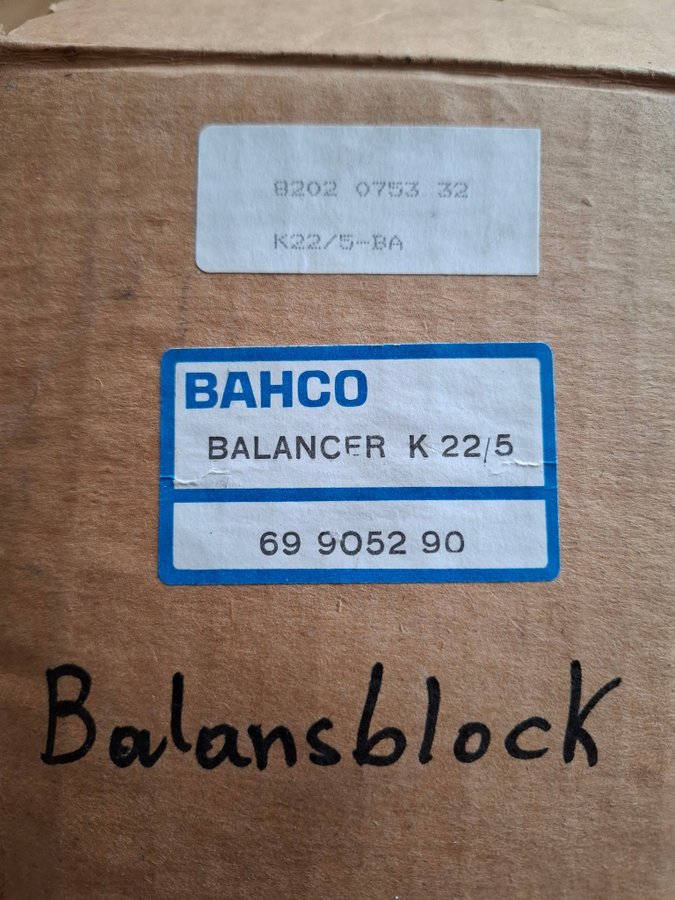 8202 0753 32
K22/5-BA
BAHCO
BALANCER K 22/5
69 9052 90
Balansblock